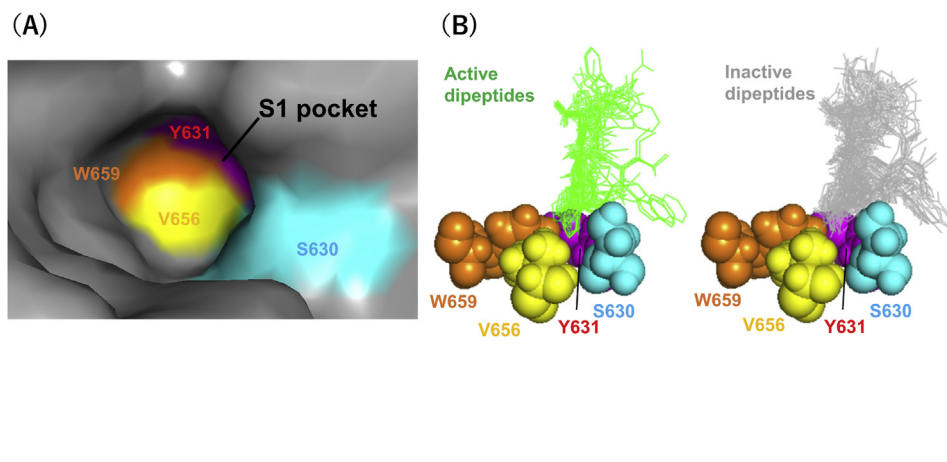 (A)
S1 pocket
Y631
W659
V656
S630
(B)
Active
dipeptides
Inactive
dipeptides
W659
V656
Y631
S630
W659
V656
Y631
S630